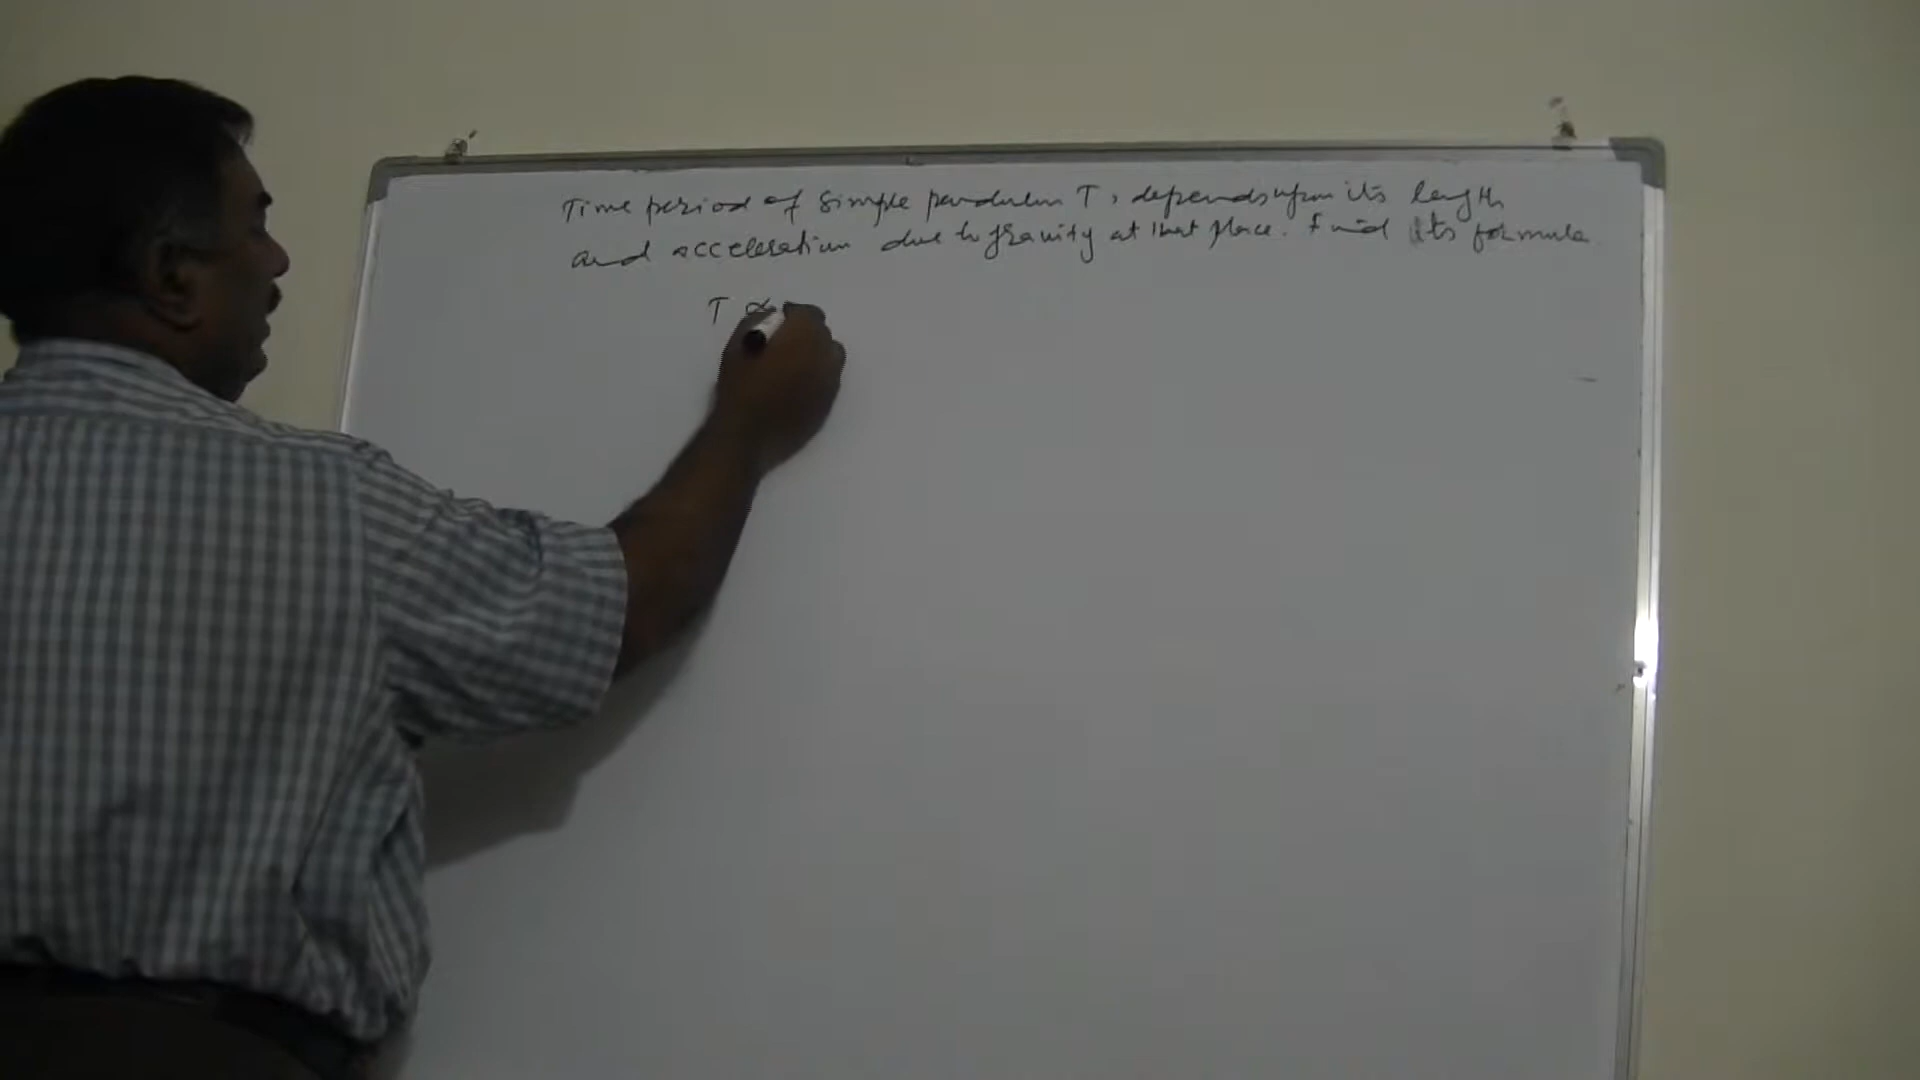 Time period of simple pendulum T, depends upon its length
and acceleration due to gravity at that place. Find its formula
T ∝